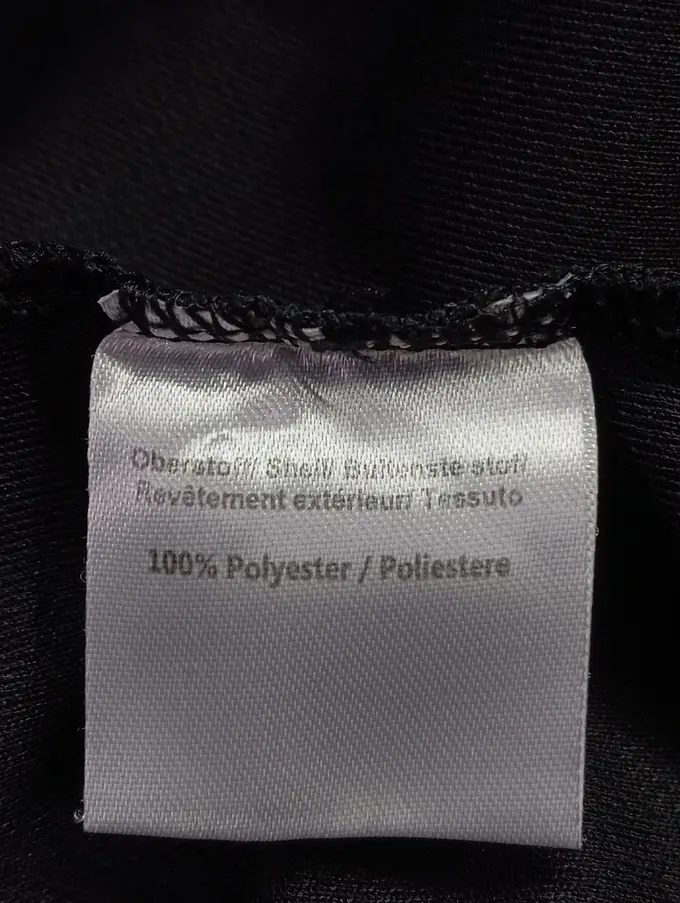 Oberstoff/ Shell/ Buitenste stof/
Revêtement extérieur/ Tessuto
100% Polyester / Poliestere